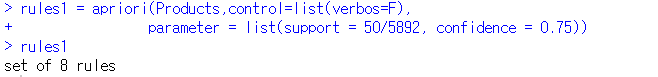 > rules1 = apriori(Products,control=list(verbos=F),
+                  parameter = list(support = 50/5892, confidence = 0.75))
> rules1
set of 8 rules